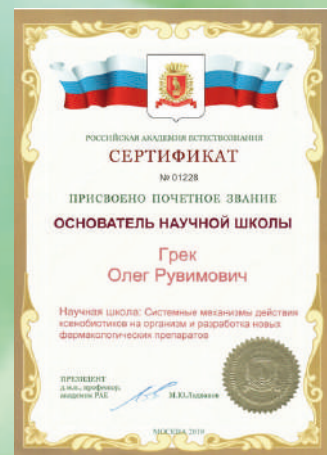 РОССИЙСКАЯ АКАДЕМИЯ ЕСТЕСТВОЗНАНИЯ
СЕРТИФИКАТ
№ 01228
ПРИСВОЕНО ПОЧЕТНОЕ ЗВАНИЕ
ОСНОВАТЕЛЬ НАУЧНОЙ ШКОЛЫ
Грек
Олег Рувимович
Научная школа: Системные механизмы действия
ксенобиотиков на организм и разработка новых
фармакологических препаратов
ПРЕЗИДЕНТ
д.м.н., профессор,
академик РАЕ М.Ю.Ледванов
МОСКВА 2019